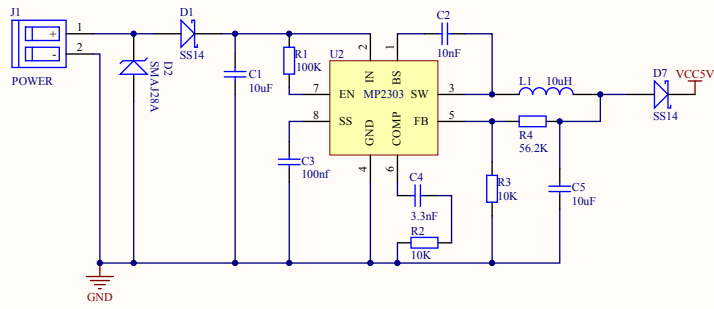 J1
1
+
2
-
POWER
D1
SS14
D2
SMAJ28A
C1
10uF
R1
100K
U2
2
1
IN
BS
7
EN
MP2303
SW
3
8
SS
FB
5
GND
COMP
4
6
C2
10nF
L1
10uH
D7
VCC5V
SS14
R4
56.2K
C3
100nf
C4
3.3nF
R2
10K
R3
10K
C5
10uF
GND